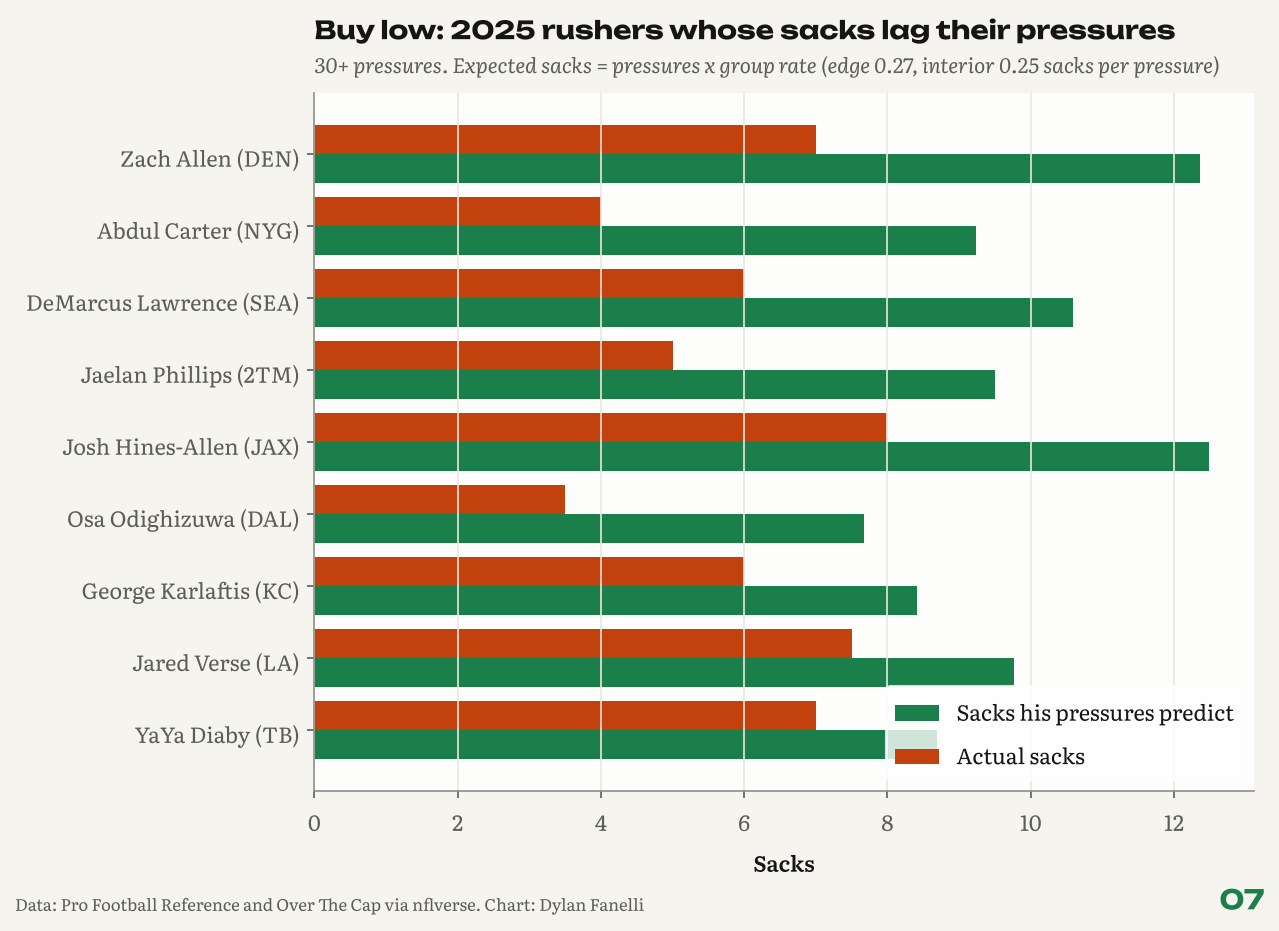 Buy low: 2025 rushers whose sacks lag their pressures
30+ pressures. Expected sacks = pressures x group rate (edge 0.27, interior 0.25 sacks per pressure)
Zach Allen (DEN)
Abdul Carter (NYG)
DeMarcus Lawrence (SEA)
Jaelan Phillips (2TM)
Josh Hines-Allen (JAX)
Osa Odighizuwa (DAL)
George Karlaftis (KC)
Jared Verse (LA)
YaYa Diaby (TB)
Sacks his pressures predict
Actual sacks
0 2 4 6 8 10 12
Sacks
Data: Pro Football Reference and Over The Cap via nflverse. Chart: Dylan Fanelli
07